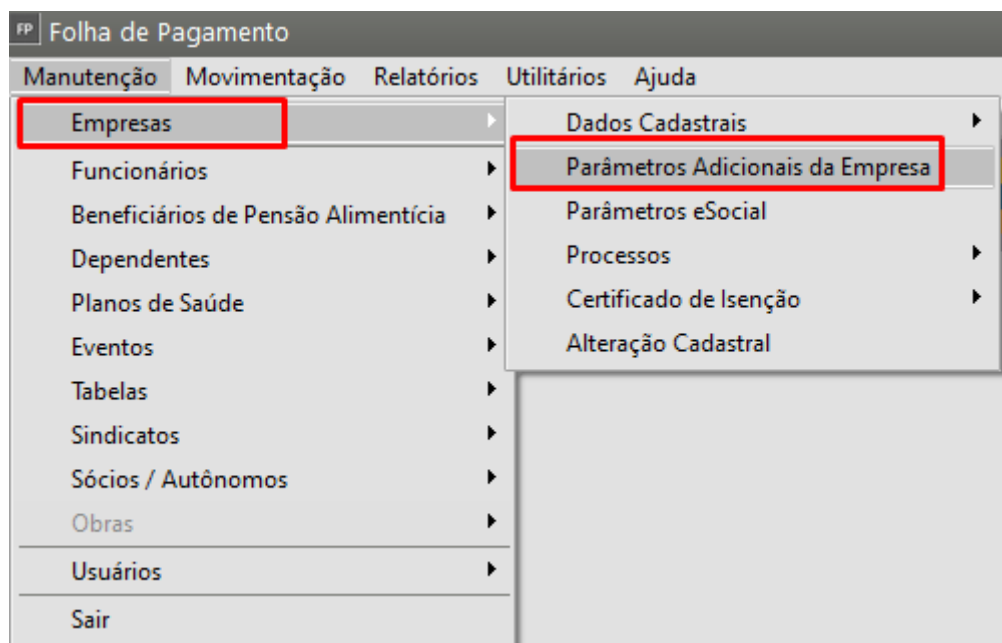 FP Folha de Pagamento
Manutenção Movimentação Relatórios Utilitários Ajuda
Empresas
Funcionários
Beneficiários de Pensão Alimentícia
Dependentes
Planos de Saúde
Eventos
Tabelas
Sindicatos
Sócios / Autônomos
Obras
Usuários
Sair
Dados Cadastrais
Parâmetros Adicionais da Empresa
Parâmetros eSocial
Processos
Certificado de Isenção
Alteração Cadastral